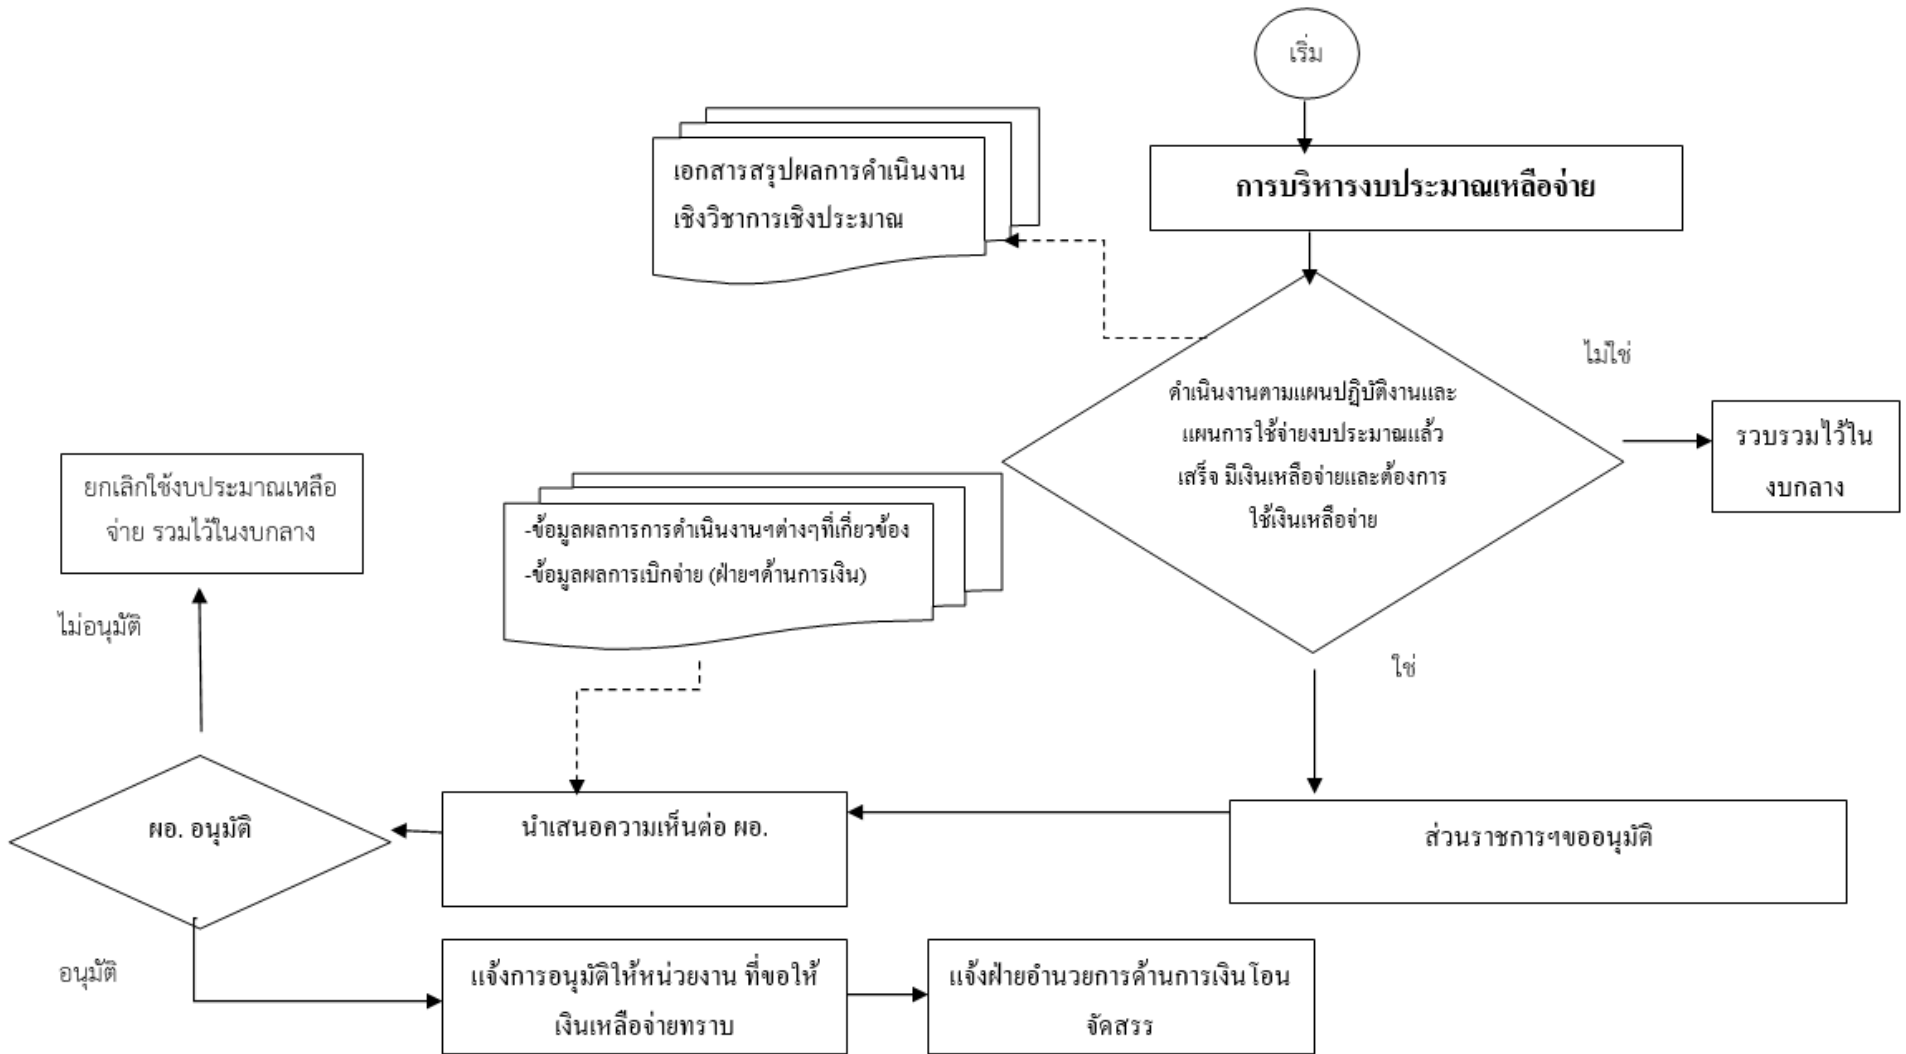 เริ่ม
การบริหารงบประมาณเหลือจ่าย
เอกสารสรุปผลการดำเนินงาน
เชิงวิชาการเชิงประมาณ
ไม่ใช่
ดำเนินงานตามแผนปฏิบัติงานและ
แผนการใช้จ่ายงบประมาณแล้ว
เสร็จ มีเงินเหลือจ่ายและต้องการ
ใช้เงินเหลือจ่าย
รวบรวมไว้ใน
งบกลาง
ใช่
ยกเลิกใช้งบประมาณเหลือ
จ่าย รวมไว้ในงบกลาง
-ข้อมูลผลการการดำเนินงานฯต่างๆที่เกี่ยวข้อง
-ข้อมูลผลการเบิกจ่าย (ฝ่ายฯด้านการเงิน)
ไม่อนุมัติ
ผอ. อนุมัติ
นำเสนอความเห็นต่อ ผอ.
ส่วนราชการฯขออนุมัติ
อนุมัติ
แจ้งการอนุมัติให้หน่วยงาน ที่ขอให้
เงินเหลือจ่ายทราบ
แจ้งฝ่ายอำนวยการด้านการเงิน โอน
จัดสรร